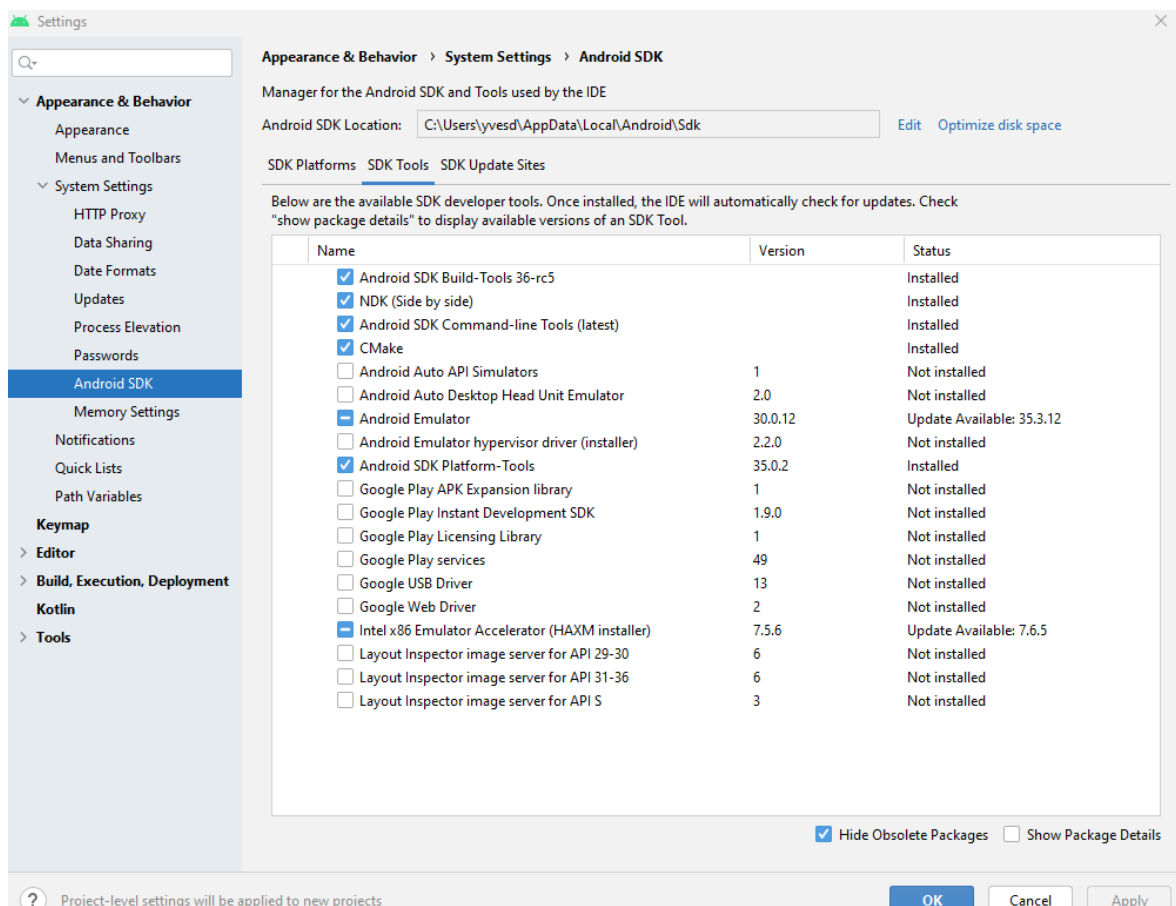 Settings
Appearance & Behavior
Appearance
Menus and Toolbars
System Settings
HTTP Proxy
Data Sharing
Date Formats
Updates
Process Elevation
Passwords
Android SDK
Memory Settings
Notifications
Quick Lists
Path Variables
Keymap
Editor
Build, Execution, Deployment
Kotlin
Tools
Appearance & Behavior › System Settings › Android SDK
Manager for the Android SDK and Tools used by the IDE
Android SDK Location: C:\Users\yvesd\AppData\Local\Android\Sdk Edit Optimize disk space
SDK Platforms SDK Tools SDK Update Sites
Below are the available SDK developer tools. Once installed, the IDE will automatically check for updates. Check
"show package details" to display available versions of an SDK Tool.
Name Version Status
Android SDK Build-Tools 36-rc5 Installed
NDK (Side by side) Installed
Android SDK Command-line Tools (latest) Installed
CMake Installed
Android Auto API Simulators 1 Not installed
Android Auto Desktop Head Unit Emulator 2.0 Not installed
Android Emulator 30.0.12 Update Available: 35.3.12
Android Emulator hypervisor driver (installer) 2.2.0 Not installed
Android SDK Platform-Tools 35.0.2 Installed
Google Play APK Expansion library 1 Not installed
Google Play Instant Development SDK 1.9.0 Not installed
Google Play Licensing Library 1 Not installed
Google Play services 49 Not installed
Google USB Driver 13 Not installed
Google Web Driver 2 Not installed
Intel x86 Emulator Accelerator (HAXM installer) 7.5.6 Update Available: 7.6.5
Layout Inspector image server for API 29-30 6 Not installed
Layout Inspector image server for API 31-36 6 Not installed
Layout Inspector image server for API S 3 Not installed
Hide Obsolete Packages Show Package Details
? Project-level settings will be applied to new projects
OK Cancel Apply